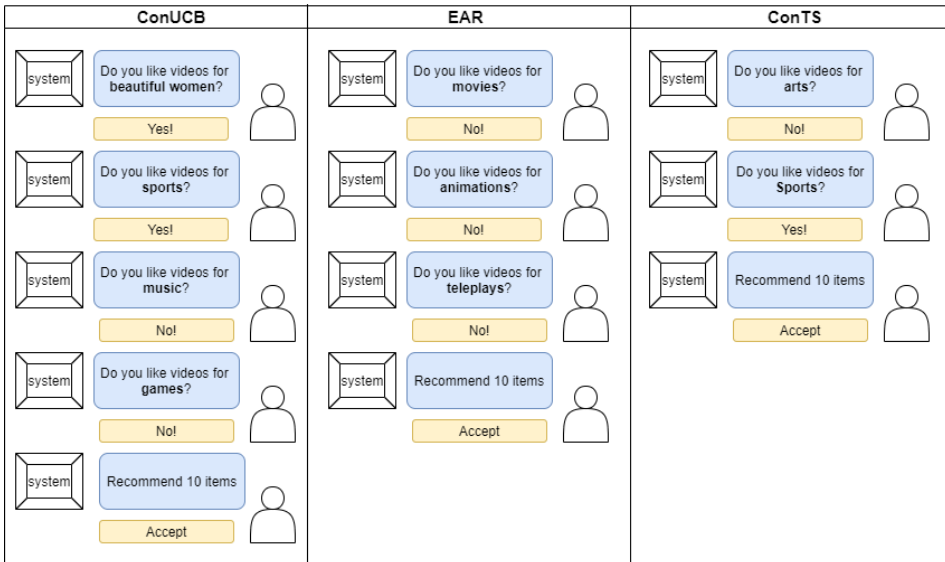 ConUCB
system
Do you like videos for
beautiful women?
Yes!
system
Do you like videos for
sports?
Yes!
system
Do you like videos for
music?
No!
system
Do you like videos for
games?
No!
system
Recommend 10 items
Accept
EAR
system
Do you like videos for
movies?
No!
system
Do you like videos for
animations?
No!
system
Do you like videos for
teleplays?
No!
system
Recommend 10 items
Accept
ConTS
system
Do you like videos for
arts?
No!
system
Do you like videos for
Sports?
Yes!
system
Recommend 10 items
Accept